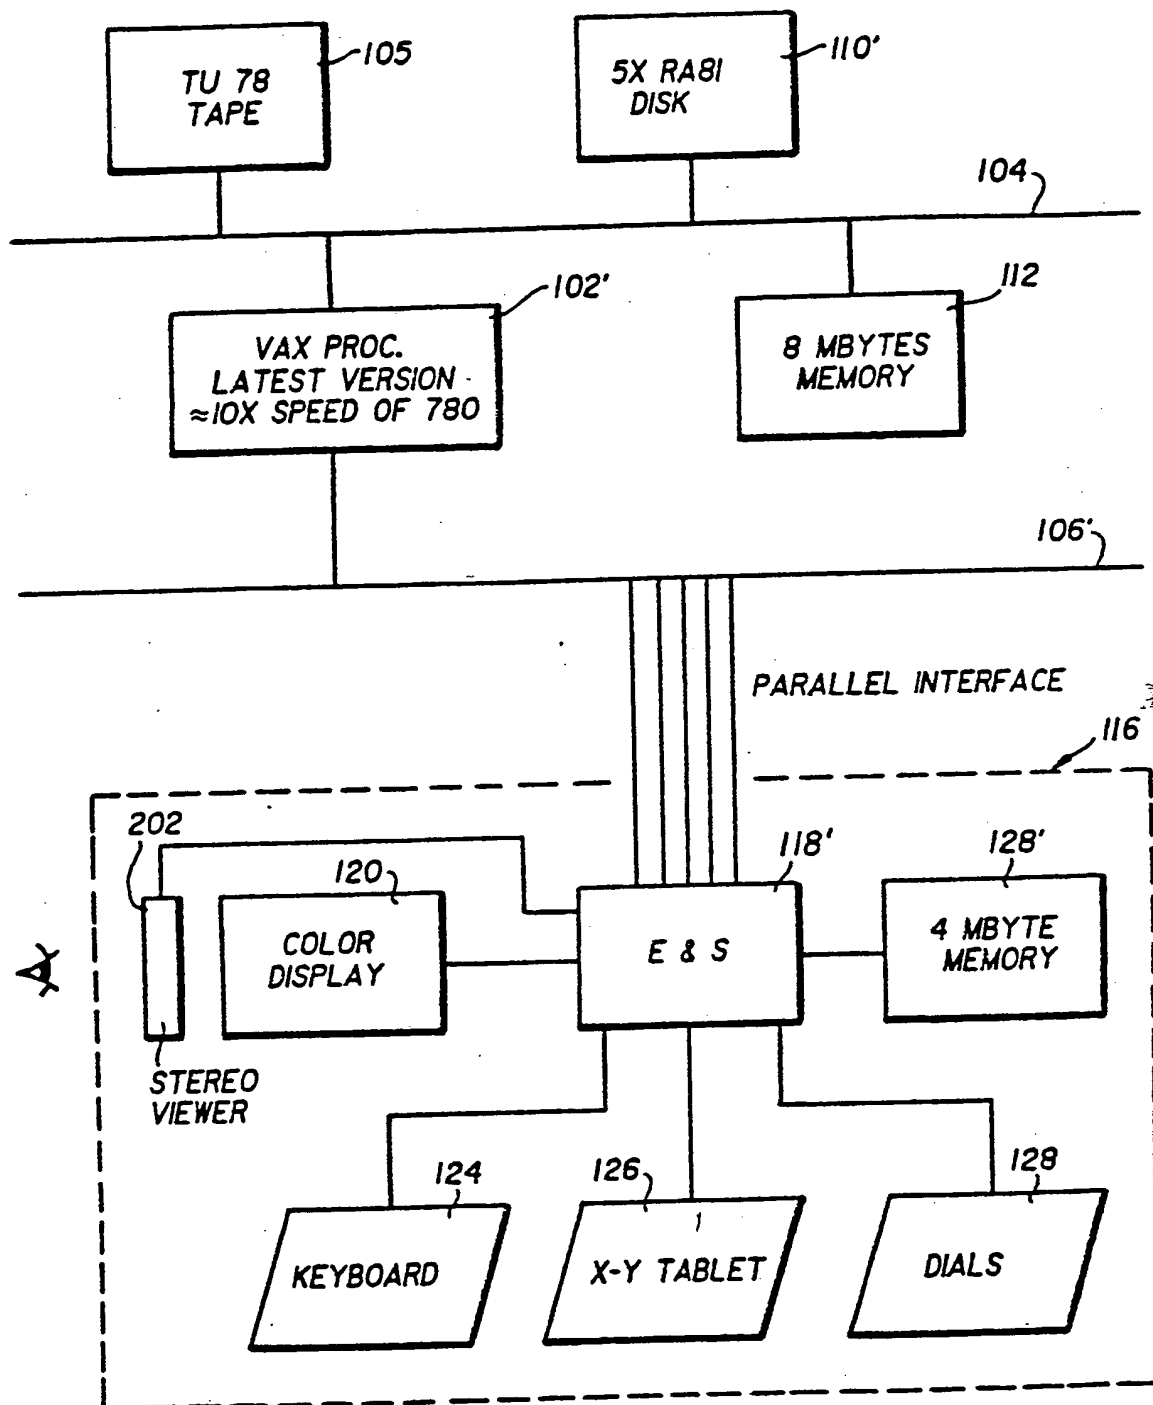 TU 78
TAPE
105
5X RA81
DISK
110'
104
102'
VAX PROC.
LATEST VERSION
≈10X SPEED OF 780
112
8 MBYTES
MEMORY
106'
PARALLEL INTERFACE
116
202
120
118'
128'
COLOR
DISPLAY
E & S
4 MBYTE
MEMORY
STEREO
VIEWER
124
126
128
KEYBOARD
X-Y TABLET
DIALS